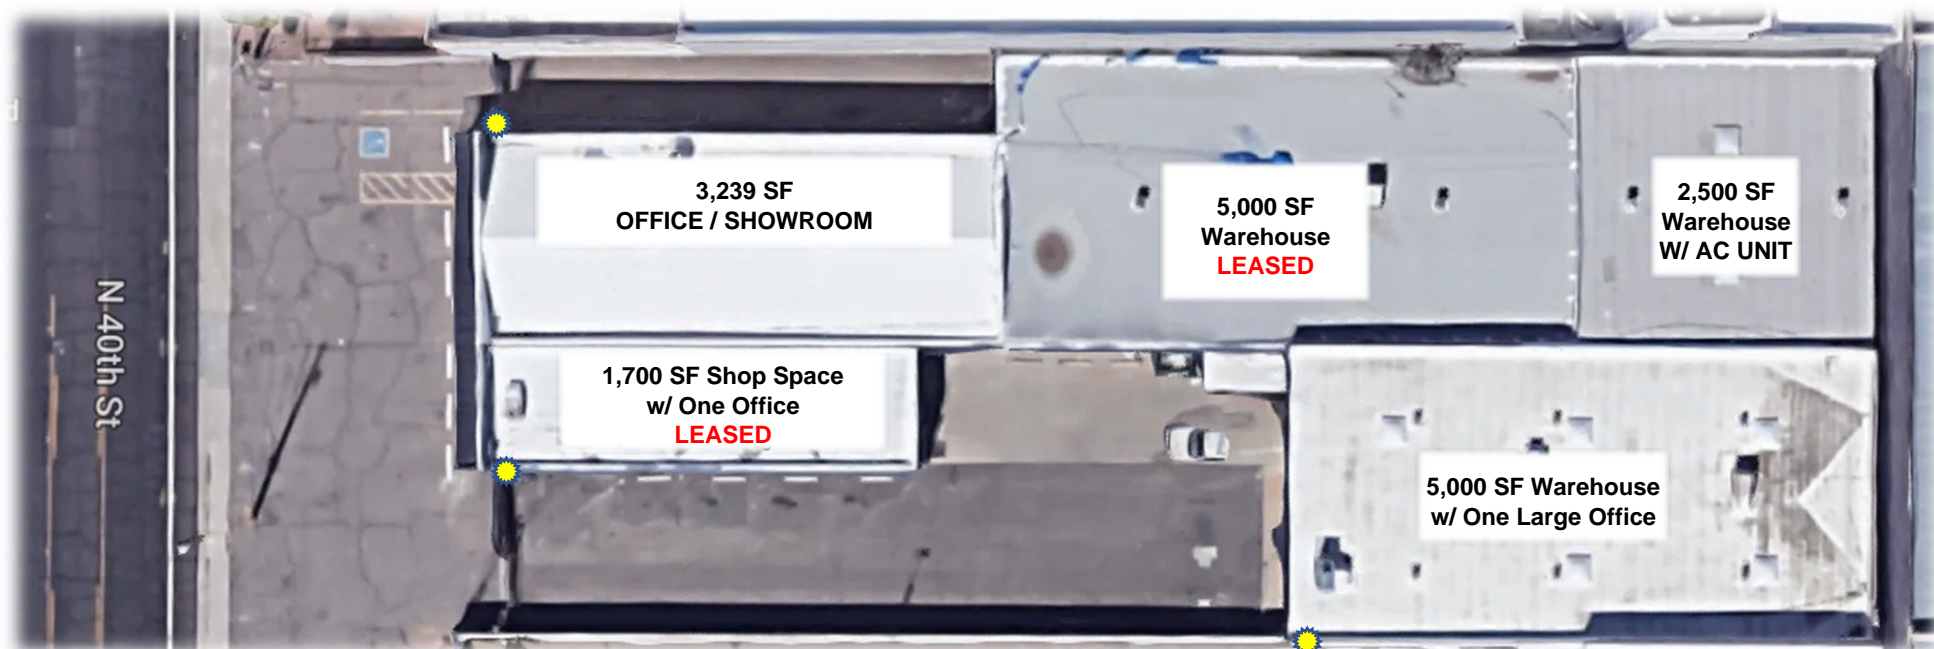 3,239 SF
OFFICE / SHOWROOM
5,000 SF
Warehouse
LEASED
2,500 SF
Warehouse
W/ AC UNIT
N 40th St
1,700 SF Shop Space
w/ One Office
LEASED
5,000 SF Warehouse
w/ One Large Office